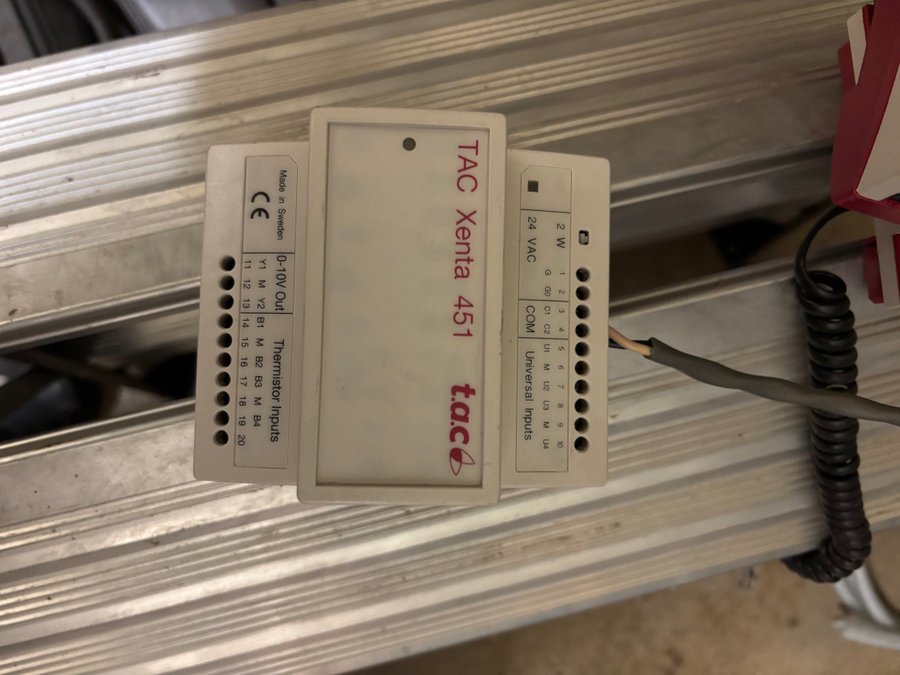 2 W
24 VAC
COM
Universal Inputs
1 2 3 4 5 6 7 8 9 10
G G0 C1 C2 U1 M U2 U3 M U4
TAC Xenta 451
t.a.c
Made in Sweden
CE
0-10V Out
Thermistor Inputs
Y1 M Y2 B1 M B2 B3 M B4
11 12 13 14 15 16 17 18 19 20